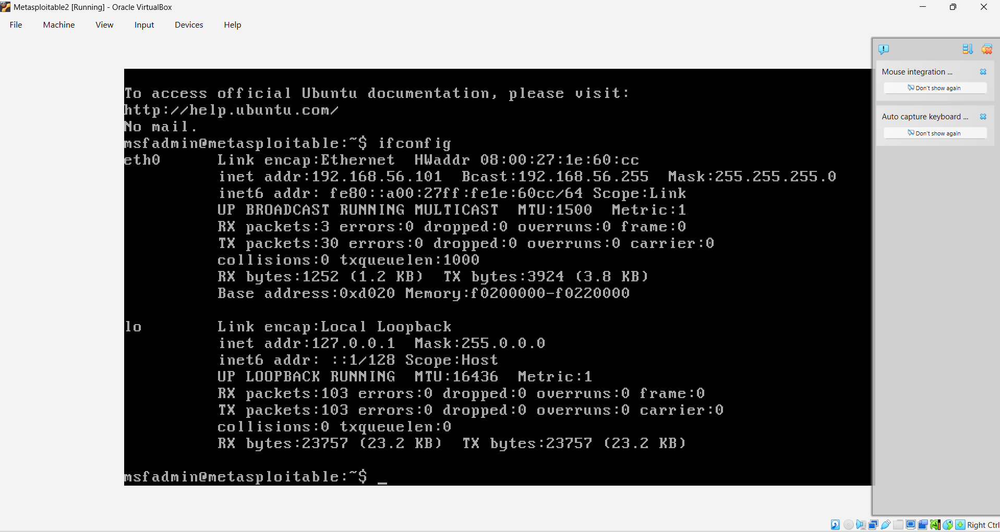 Metasploitable2 [Running] - Oracle VirtualBox
File Machine View Input Devices Help
Mouse integration ...
Don't show again
Auto capture keyboard ...
Don't show again
To access official Ubuntu documentation, please visit:
http://help.ubuntu.com/
No mail.
msfadmin@metasploitable:~$ ifconfig
eth0      Link encap:Ethernet  HWaddr 08:00:27:1e:60:cc
          inet addr:192.168.56.101  Bcast:192.168.56.255  Mask:255.255.255.0
          inet6 addr: fe80::a00:27ff:fe1e:60cc/64 Scope:Link
          UP BROADCAST RUNNING MULTICAST  MTU:1500  Metric:1
          RX packets:3 errors:0 dropped:0 overruns:0 frame:0
          TX packets:30 errors:0 dropped:0 overruns:0 carrier:0
          collisions:0 txqueuelen:1000
          RX bytes:1252 (1.2 KB)  TX bytes:3924 (3.8 KB)
          Base address:0xd020 Memory:f0200000-f0220000
lo        Link encap:Local Loopback
          inet addr:127.0.0.1  Mask:255.0.0.0
          inet6 addr: ::1/128 Scope:Host
          UP LOOPBACK RUNNING  MTU:16436  Metric:1
          RX packets:103 errors:0 dropped:0 overruns:0 frame:0
          TX packets:103 errors:0 dropped:0 overruns:0 carrier:0
          collisions:0 txqueuelen:0
          RX bytes:23757 (23.2 KB)  TX bytes:23757 (23.2 KB)
msfadmin@metasploitable:~$ _
Right Ctrl